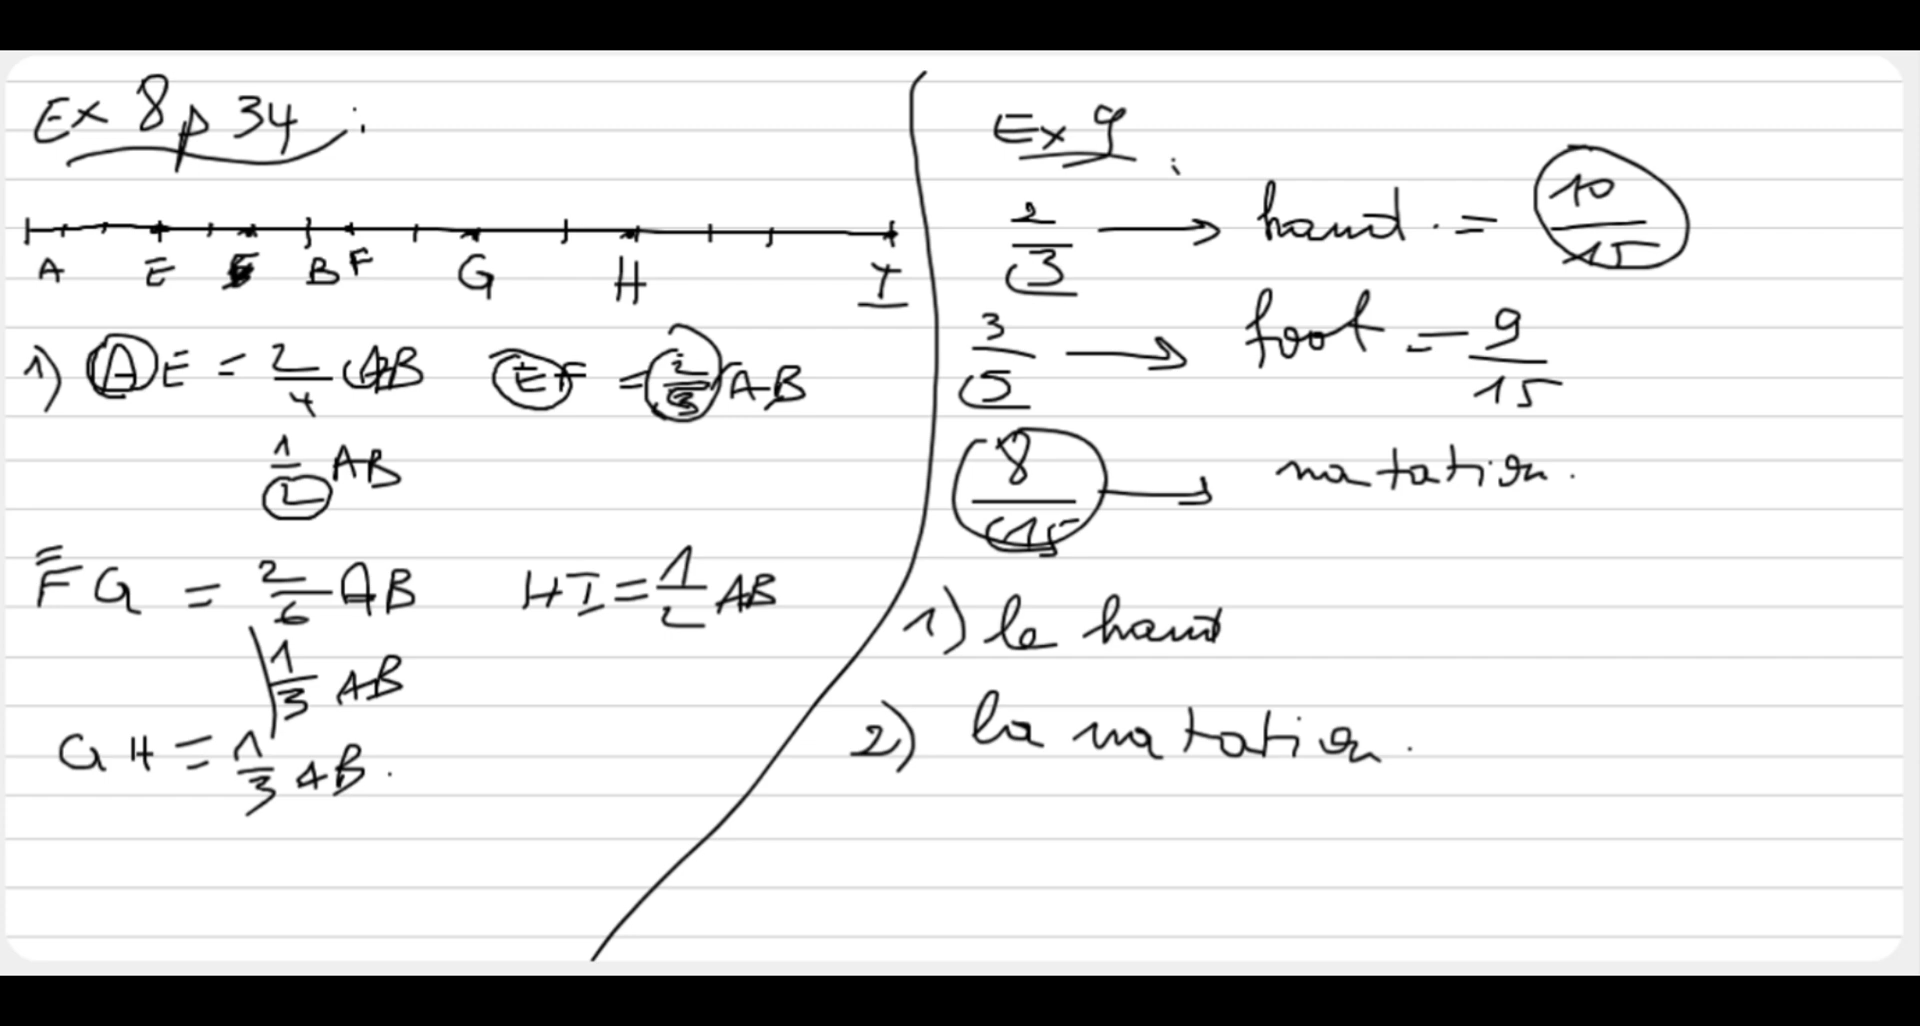 Ex 8 p 34 :
A E B F G H I
1) AE = 2/4 AB EF = 2/3 AB
1/2 AB
FG = 2/6 AB HI = 1/2 AB
1/3 AB
GH = 1/3 AB.
Ex 9 :
2/3 → hand. = 10/15
3/5 → foot = 9/15
8/15 → natation.
1) le hand
2) la natation.